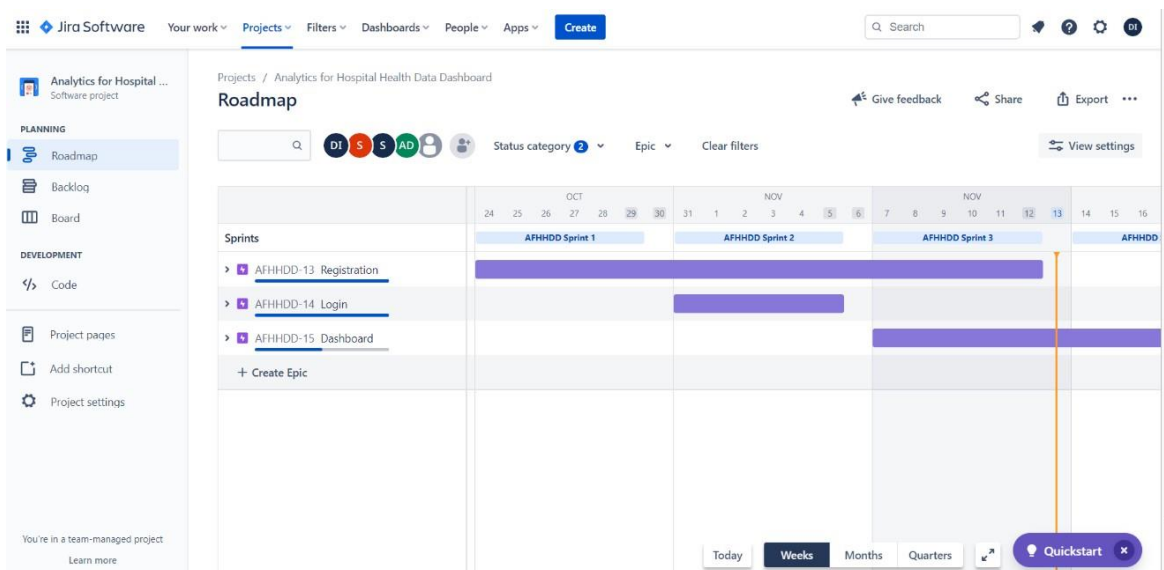 Jira Software Your work Projects Filters Dashboards People Apps Create Search DI
Analytics for Hospital ...
Software project
PLANNING
Roadmap
Backlog
Board
DEVELOPMENT
Code
Project pages
Add shortcut
Project settings
You're in a team-managed project
Learn more
Projects / Analytics for Hospital Health Data Dashboard
Roadmap
Give feedback Share Export
DI S S AD Status category 2 Epic Clear filters View settings
OCT NOV NOV
24 25 26 27 28 29 30 31 1 2 3 4 5 6 7 8 9 10 11 12 13 14 15 16
Sprints AFHHDD Sprint 1 AFHHDD Sprint 2 AFHHDD Sprint 3 AFHHDD
AFHHDD-13 Registration
AFHHDD-14 Login
AFHHDD-15 Dashboard
+ Create Epic
Today Weeks Months Quarters Quickstart